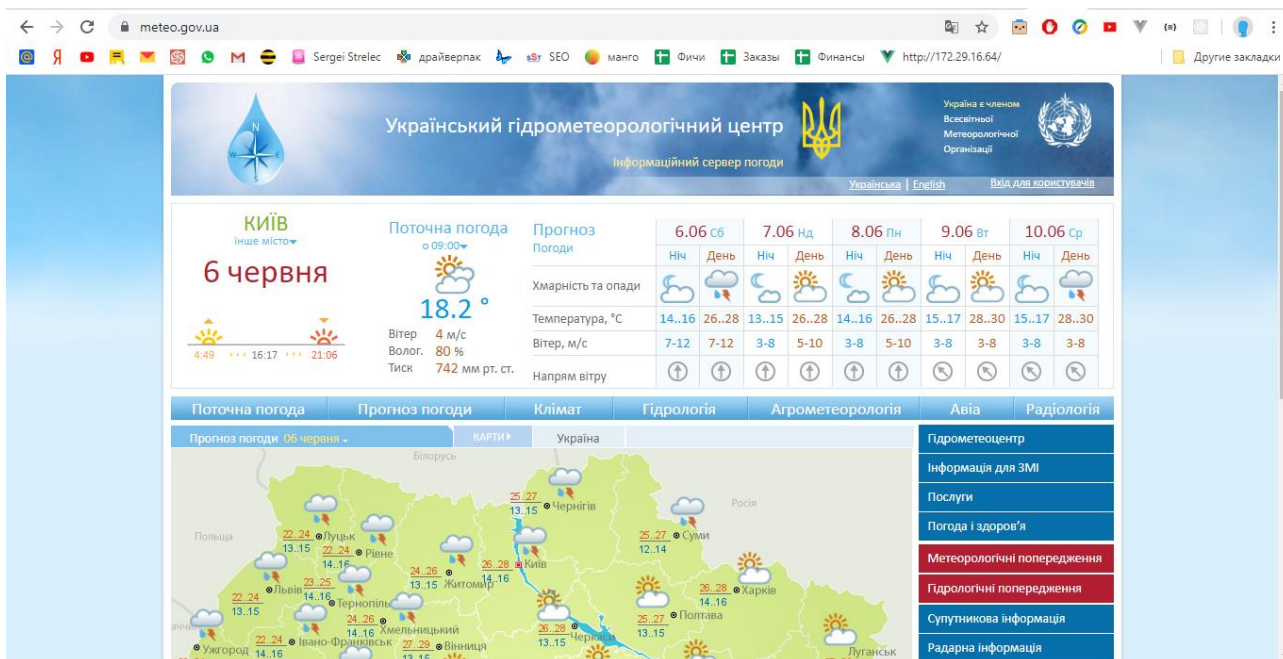 meteo.gov.ua
Sergei Strelec драйверпак SEO манго Фичи Заказы Финансы http://172.29.16.64/ Другие закладки
Український гідрометеорологічний центр
Інформаційний сервер погоди
Україна є членом
Всесвітньої
Метеорологічної
Організації
Українська | English Вхід для користувачів
КИЇВ
інше місто
6 червня
4:49 16:17 21:06
Поточна погода
о 09:00
18.2 °
Вітер 4 м/с
Волог. 80 %
Тиск 742 мм рт. ст.
Прогноз
Погоди
6.06 Сб 7.06 Нд 8.06 Пн 9.06 Вт 10.06 Ср
Ніч День Ніч День Ніч День Ніч День Ніч День
Хмарність та опади
Температура, °C 14..16 26..28 13..15 26..28 14..16 26..28 15..17 28..30 15..17 28..30
Вітер, м/с 7-12 7-12 3-8 5-10 3-8 5-10 3-8 3-8 3-8 3-8
Напрям вітру
Поточна погода Прогноз погоди Клімат Гідрологія Агрометеорологія Авіа Радіологія
Прогноз погоди 06 червня КАРТИ Україна
Білорусь
Польща
Росія
25..27
13..15 Чернігів
22..24 Луцьк
13..15
22..24 Рівне
14..16
25..27 Суми
12..14
24..26
13..15 Житомир
26..28 Київ
14..16
23..25
14..16 Тернопіль
22..24 Львів
13..15
26..28 Харків
14..16
24..26
14..16 Хмельницький
25..27 Полтава
13..15
26..28 Черкаси
13..15
Ужгород
22..24 Івано-Франківськ
14..16
27..29 Вінниця
13..15
Луганськ
Гідрометеоцентр
Інформація для ЗМІ
Послуги
Погода і здоров'я
Метеорологічні попередження
Гідрологічні попередження
Супутникова інформація
Радарна інформація